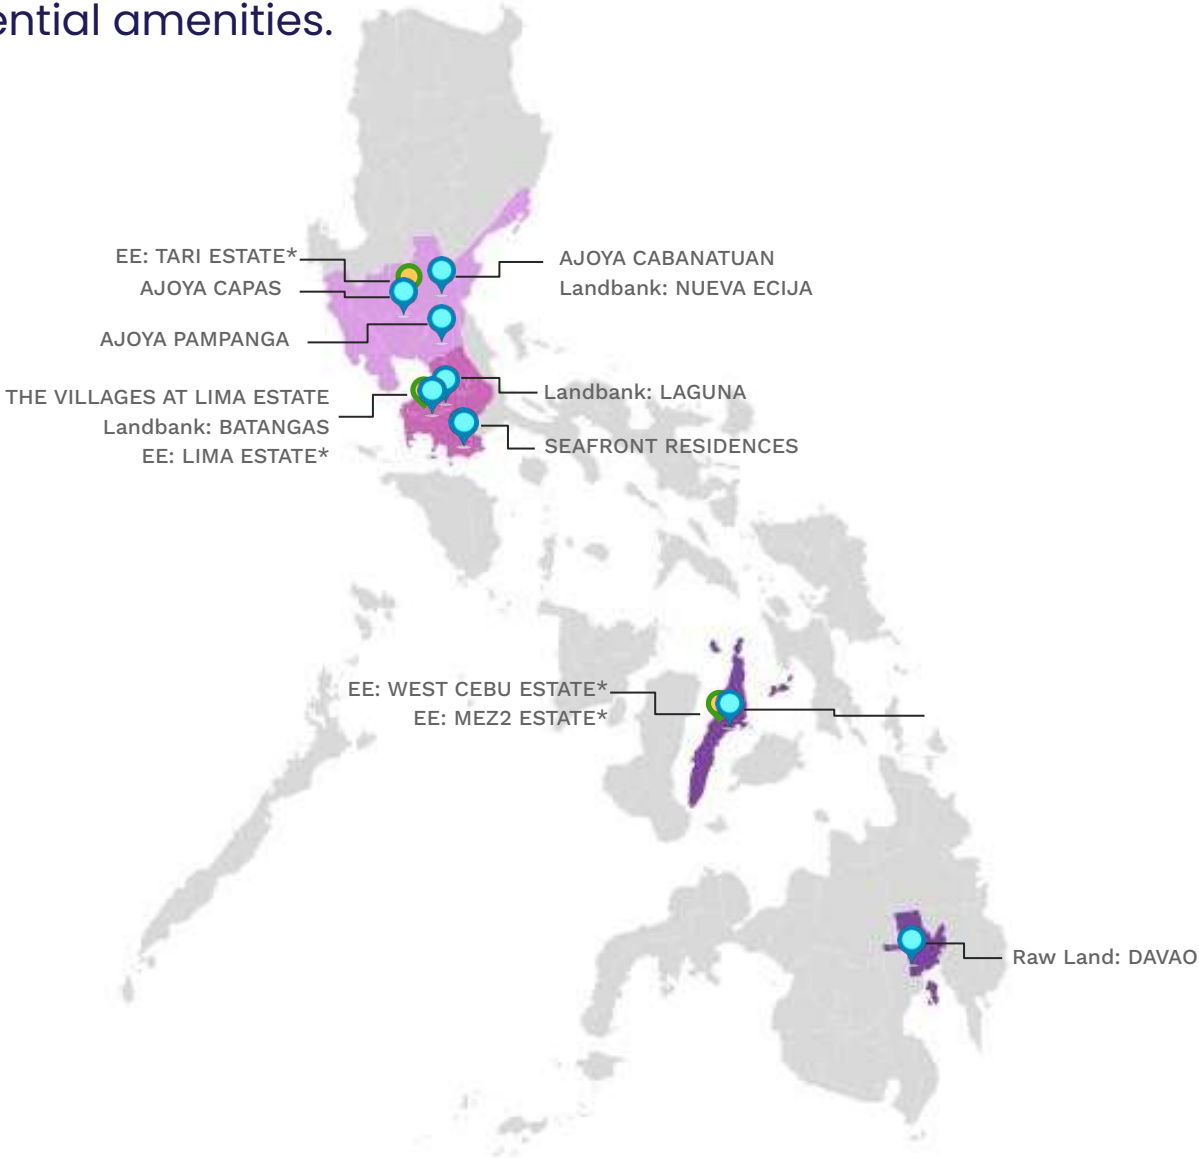 ential amenities.
EE: TARI ESTATE*
AJOYA CAPAS
AJOYA PAMPANGA
AJOYA CABANATUAN
Landbank: NUEVA ECIJA
THE VILLAGES AT LIMA ESTATE
Landbank: BATANGAS
EE: LIMA ESTATE*
Landbank: LAGUNA
SEAFRONT RESIDENCES
EE: WEST CEBU ESTATE*
EE: MEZ2 ESTATE*
Raw Land: DAVAO